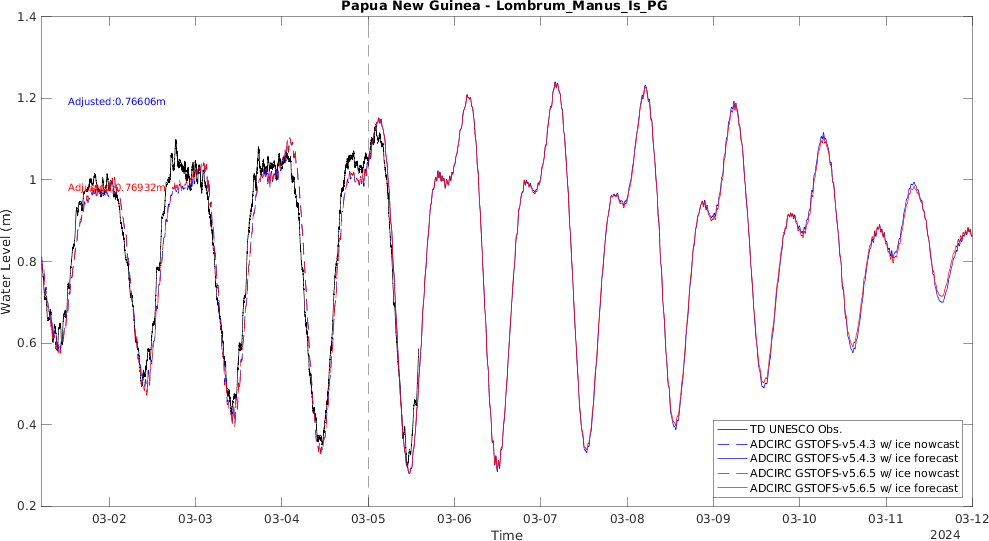 Papua New Guinea - Lombrum_Manus_Is_PG
1.4
1.2
1
0.8
0.6
0.4
0.2
Water Level (m)
Adjusted:0.76606m
Adjusted:0.76932m
TD UNESCO Obs.
ADCIRC GSTOFS-v5.4.3 w/ ice nowcast
ADCIRC GSTOFS-v5.4.3 w/ ice forecast
ADCIRC GSTOFS-v5.6.5 w/ ice nowcast
ADCIRC GSTOFS-v5.6.5 w/ ice forecast
03-02
03-03
03-04
03-05
03-06
03-07
03-08
03-09
03-10
03-11
03-12
Time
2024